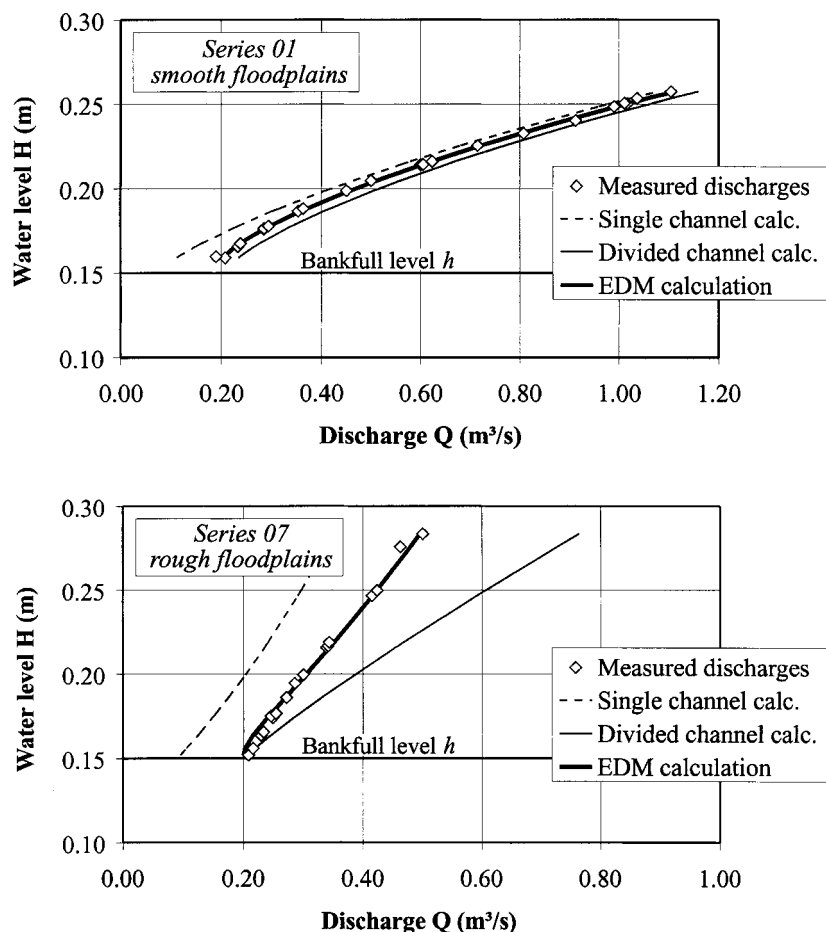 0.30
Series 01
smooth floodplains
0.25
0.20
0.15
0.10
Water level H (m)
Bankfull level h
Measured discharges
Single channel calc.
Divided channel calc.
EDM calculation
0.00 0.20 0.40 0.60 0.80 1.00 1.20
Discharge Q (m³/s)
0.30
Series 07
rough floodplains
0.25
0.20
0.15
0.10
Water level H (m)
Bankfull level h
Measured discharges
Single channel calc.
Divided channel calc.
EDM calculation
0.00 0.20 0.40 0.60 0.80 1.00
Discharge Q (m³/s)